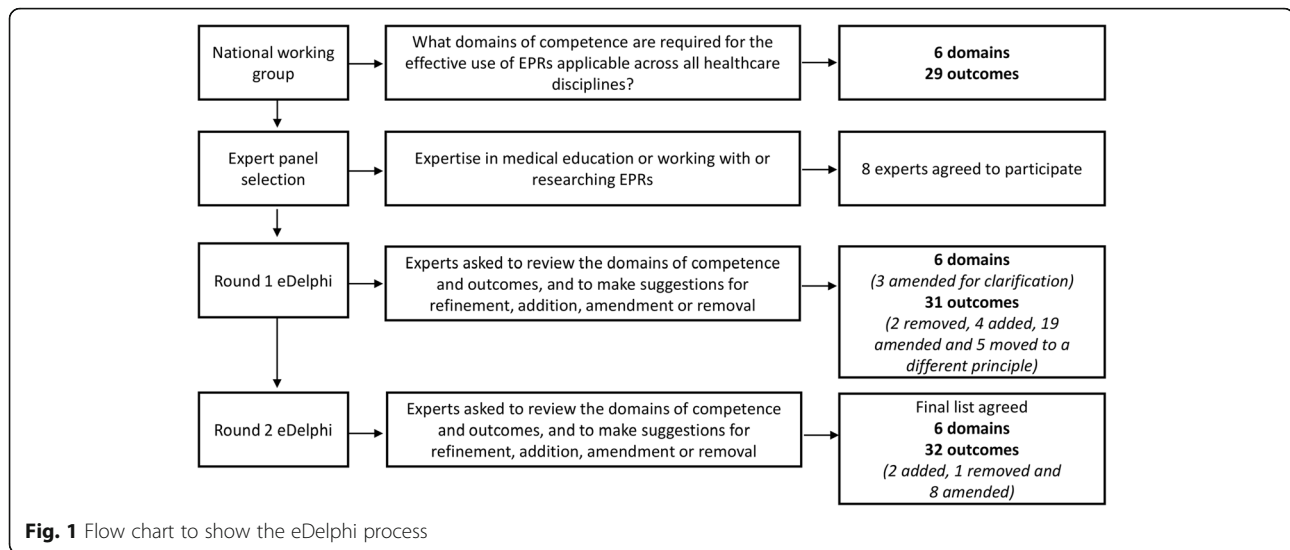 National working
group
What domains of competence are required for the
effective use of EPRs applicable across all healthcare
disciplines?
6 domains
29 outcomes
Expert panel
selection
Expertise in medical education or working with or
researching EPRs
8 experts agreed to participate
Round 1 eDelphi
Experts asked to review the domains of competence
and outcomes, and to make suggestions for
refinement, addition, amendment or removal
6 domains
(3 amended for clarification)
31 outcomes
(2 removed, 4 added, 19
amended and 5 moved to a
different principle)
Round 2 eDelphi
Experts asked to review the domains of competence
and outcomes, and to make suggestions for
refinement, addition, amendment or removal
Final list agreed
6 domains
32 outcomes
(2 added, 1 removed and
8 amended)
Fig. 1 Flow chart to show the eDelphi process